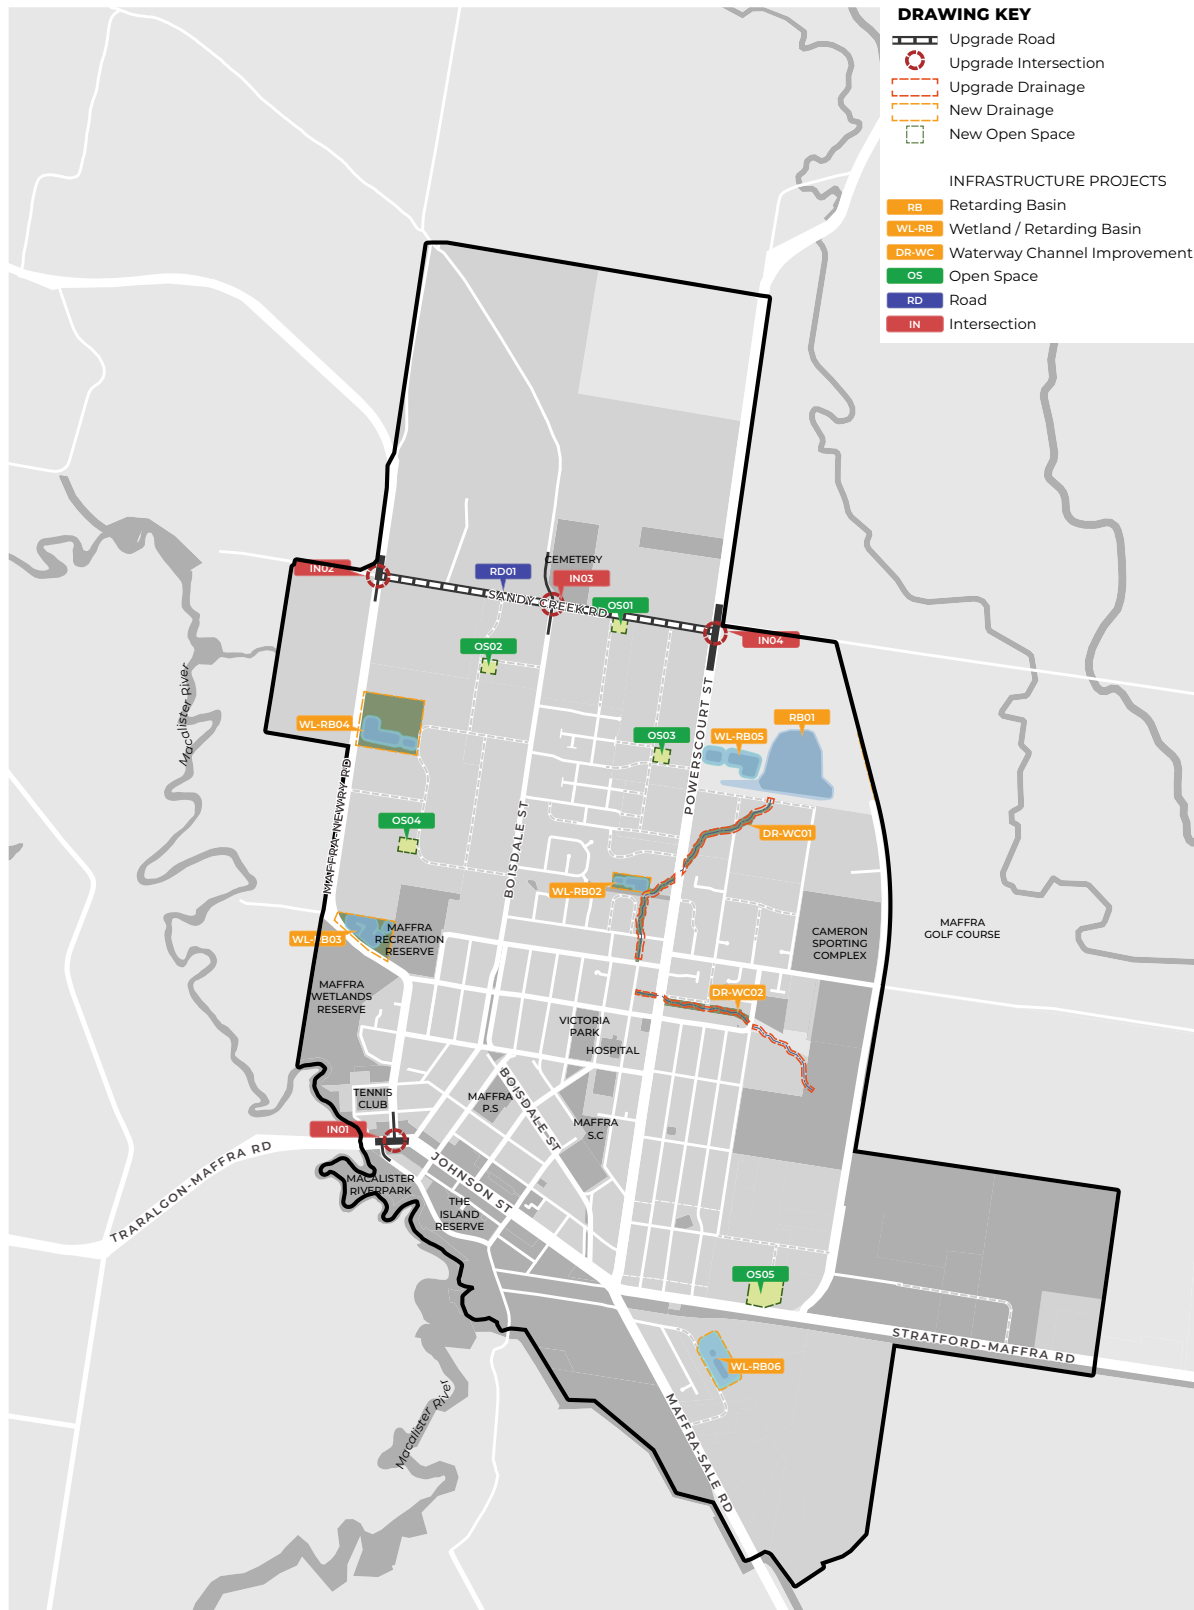 DRAWING KEY
Upgrade Road
Upgrade Intersection
Upgrade Drainage
New Drainage
New Open Space
INFRASTRUCTURE PROJECTS
RB Retarding Basin
WL-RB Wetland / Retarding Basin
DR-WC Waterway Channel Improvement
OS Open Space
RD Road
IN Intersection
CEMETERY
IN02
RD01
IN03
SANDY CREEK RD
OS01
IN04
OS02
Macalister River
WL-RB04
OS03
POWERSCOURT ST
WL-RB05
RB01
MAFFRA-NEWRY RD
BOISDALE ST
OS04
DR-WC01
WL-RB02
WL-RB03
MAFFRA
RECREATION
RESERVE
CAMERON
SPORTING
COMPLEX
MAFFRA
GOLF COURSE
MAFFRA
WETLANDS
RESERVE
DR-WC02
VICTORIA
PARK
HOSPITAL
BOISDALE ST
TENNIS
CLUB
MAFFRA
P.S
MAFFRA
S.C
IN01
TRARALGON-MAFFRA RD
JOHNSON ST
MACALISTER
RIVERPARK
THE
ISLAND
RESERVE
OS05
STRATFORD-MAFFRA RD
WL-RB06
Macalister River
MAFFRA-SALE RD